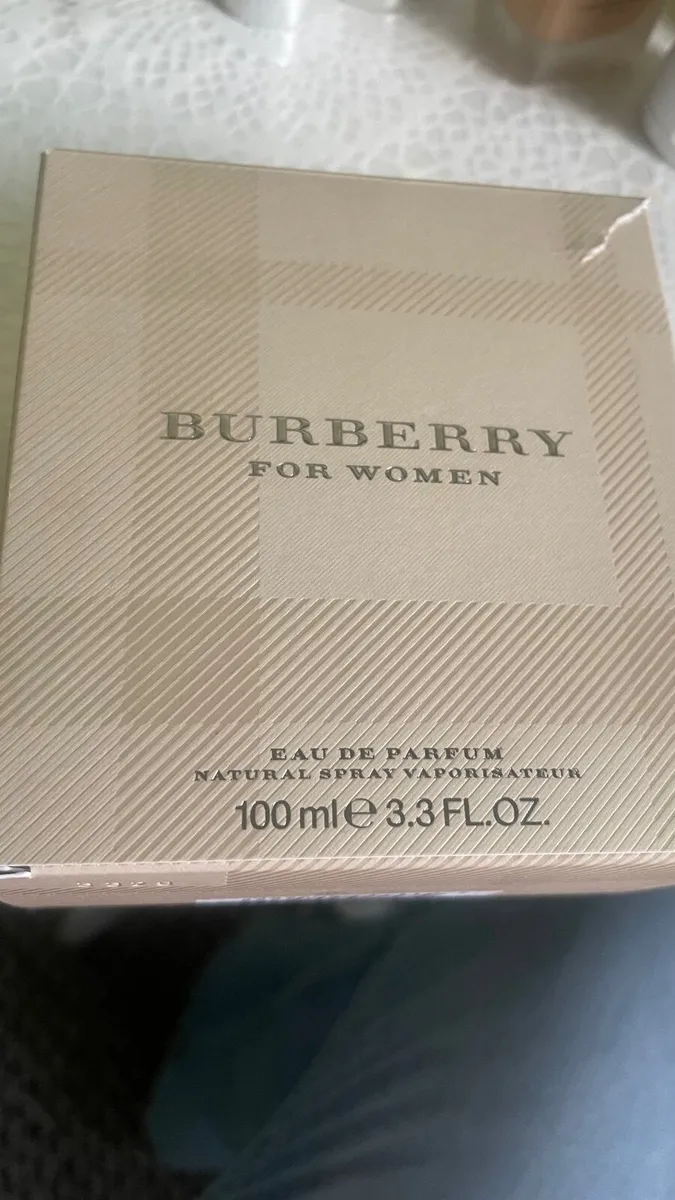 BURBERRY
FOR WOMEN
EAU DE PARFUM
NATURAL SPRAY VAPORISATEUR
100 ml e 3.3 FL.OZ.